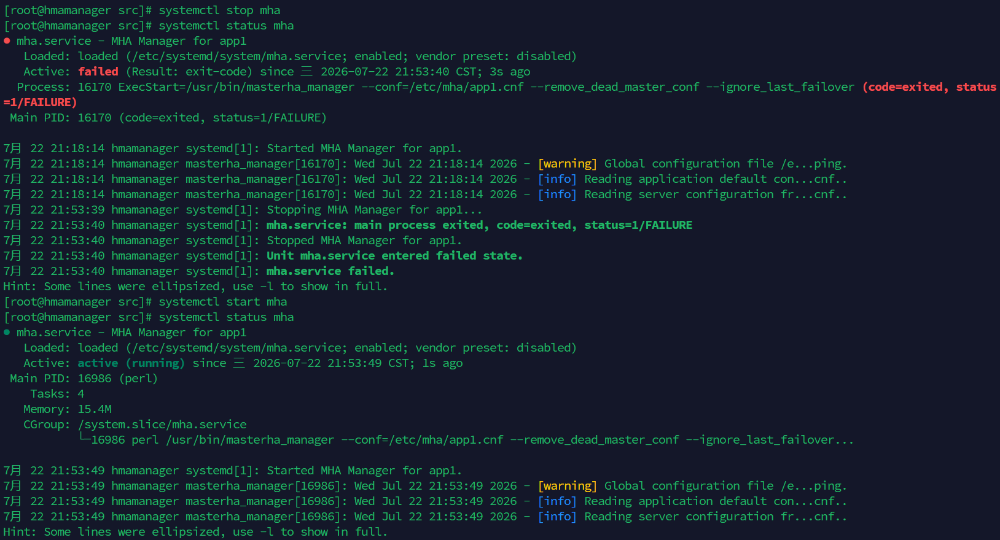 [root@hmamanager src]# systemctl stop mha
[root@hmamanager src]# systemctl status mha
● mha.service - MHA Manager for app1
   Loaded: loaded (/etc/systemd/system/mha.service; enabled; vendor preset: disabled)
   Active: failed (Result: exit-code) since 三 2026-07-22 21:53:40 CST; 3s ago
  Process: 16170 ExecStart=/usr/bin/masterha_manager --conf=/etc/mha/app1.cnf --remove_dead_master_conf --ignore_last_failover (code=exited, status
=1/FAILURE)
 Main PID: 16170 (code=exited, status=1/FAILURE)

7月 22 21:18:14 hmamanager systemd[1]: Started MHA Manager for app1.
7月 22 21:18:14 hmamanager masterha_manager[16170]: Wed Jul 22 21:18:14 2026 - [warning] Global configuration file /e...ping.
7月 22 21:18:14 hmamanager masterha_manager[16170]: Wed Jul 22 21:18:14 2026 - [info] Reading application default con...cnf..
7月 22 21:18:14 hmamanager masterha_manager[16170]: Wed Jul 22 21:18:14 2026 - [info] Reading server configuration fr...cnf..
7月 22 21:53:39 hmamanager systemd[1]: Stopping MHA Manager for app1...
7月 22 21:53:40 hmamanager systemd[1]: mha.service: main process exited, code=exited, status=1/FAILURE
7月 22 21:53:40 hmamanager systemd[1]: Stopped MHA Manager for app1.
7月 22 21:53:40 hmamanager systemd[1]: Unit mha.service entered failed state.
7月 22 21:53:40 hmamanager systemd[1]: mha.service failed.
Hint: Some lines were ellipsized, use -l to show in full.
[root@hmamanager src]# systemctl start mha
[root@hmamanager src]# systemctl status mha
● mha.service - MHA Manager for app1
   Loaded: loaded (/etc/systemd/system/mha.service; enabled; vendor preset: disabled)
   Active: active (running) since 三 2026-07-22 21:53:49 CST; 1s ago
 Main PID: 16986 (perl)
    Tasks: 4
   Memory: 15.4M
   CGroup: /system.slice/mha.service
           └─16986 perl /usr/bin/masterha_manager --conf=/etc/mha/app1.cnf --remove_dead_master_conf --ignore_last_failover...

7月 22 21:53:49 hmamanager systemd[1]: Started MHA Manager for app1.
7月 22 21:53:49 hmamanager masterha_manager[16986]: Wed Jul 22 21:53:49 2026 - [warning] Global configuration file /e...ping.
7月 22 21:53:49 hmamanager masterha_manager[16986]: Wed Jul 22 21:53:49 2026 - [info] Reading application default con...cnf..
7月 22 21:53:49 hmamanager masterha_manager[16986]: Wed Jul 22 21:53:49 2026 - [info] Reading server configuration fr...cnf..
Hint: Some lines were ellipsized, use -l to show in full.